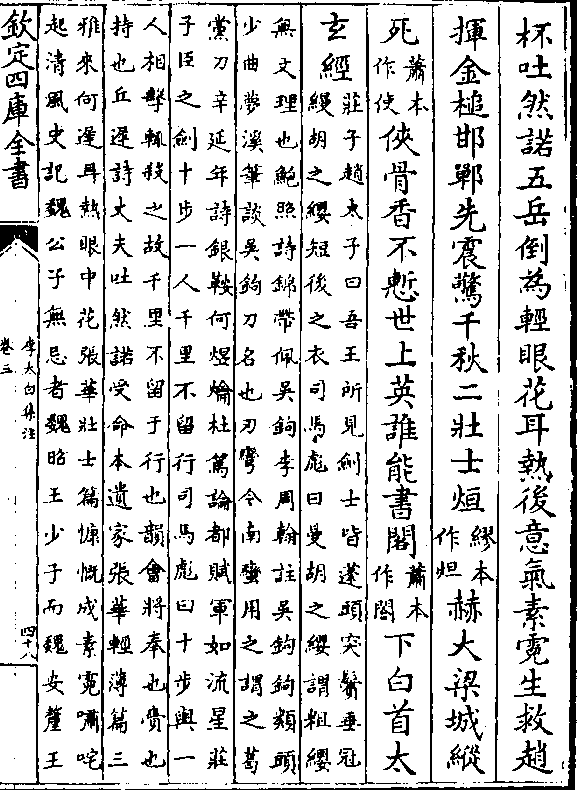 杯吐然諾五岳倒為輕眼花耳熱後意氣素霓生救趙
揮金槌邯鄲先震驚千秋二壯士烜繆本作烜赫大梁城縱
死蕭本作使俠骨香不慙世上英誰能書閣蕭本作閤下白首太
玄經莊子趙太子曰吾王所見劍士皆蓬頭突鬢垂冠
縵胡之纓短後之衣司馬彪曰曼胡之纓謂粗纓
無文理也鮑照詩錦帶佩吳鉤李周翰註吳鉤鉤類頭
少曲夢溪筆談吳鉤刀名也刃彎今南蠻用之謂之葛
黨刀辛延年詩銀鞍何煜爚杜篤論都賦軍如流星莊
子臣之劍十步一人千里不留行司馬彪曰十步與一
人相擊輒殺之故千里不留于行也韻會將奉也賫也
持也丘遲詩丈夫吐然諾受命本遺家張華輕薄篇三
雅來何遲耳熱眼中花張華壯士篇慷慨成素霓嘯咤
起清風史記魏公子無忌者魏昭王少子而魏安釐王
欽定四庫全書
李太白集注
卷三
四十八